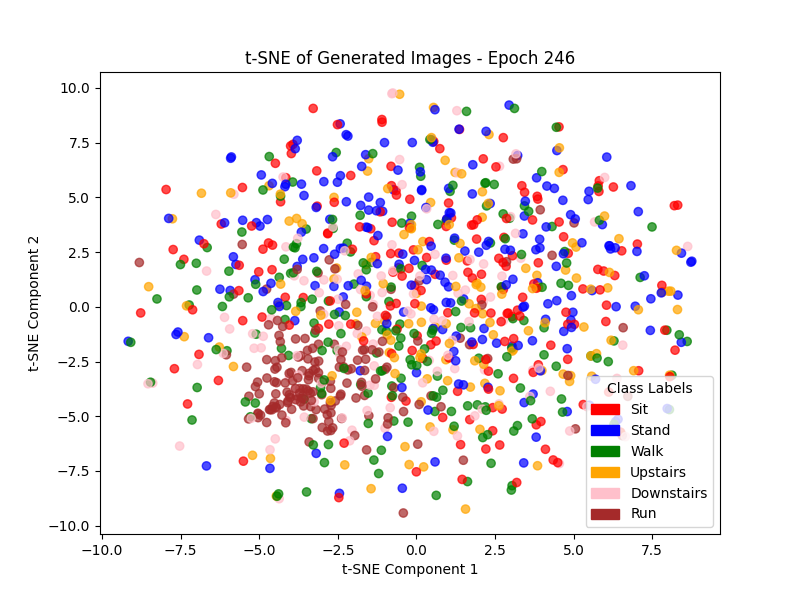 t-SNE of Generated Images - Epoch 246
10.0
7.5
5.0
2.5
0.0
−2.5
−5.0
−7.5
−10.0
t-SNE Component 2
Class Labels
Sit
Stand
Walk
Upstairs
Downstairs
Run
−10.0 −7.5 −5.0 −2.5 0.0 2.5 5.0 7.5
t-SNE Component 1